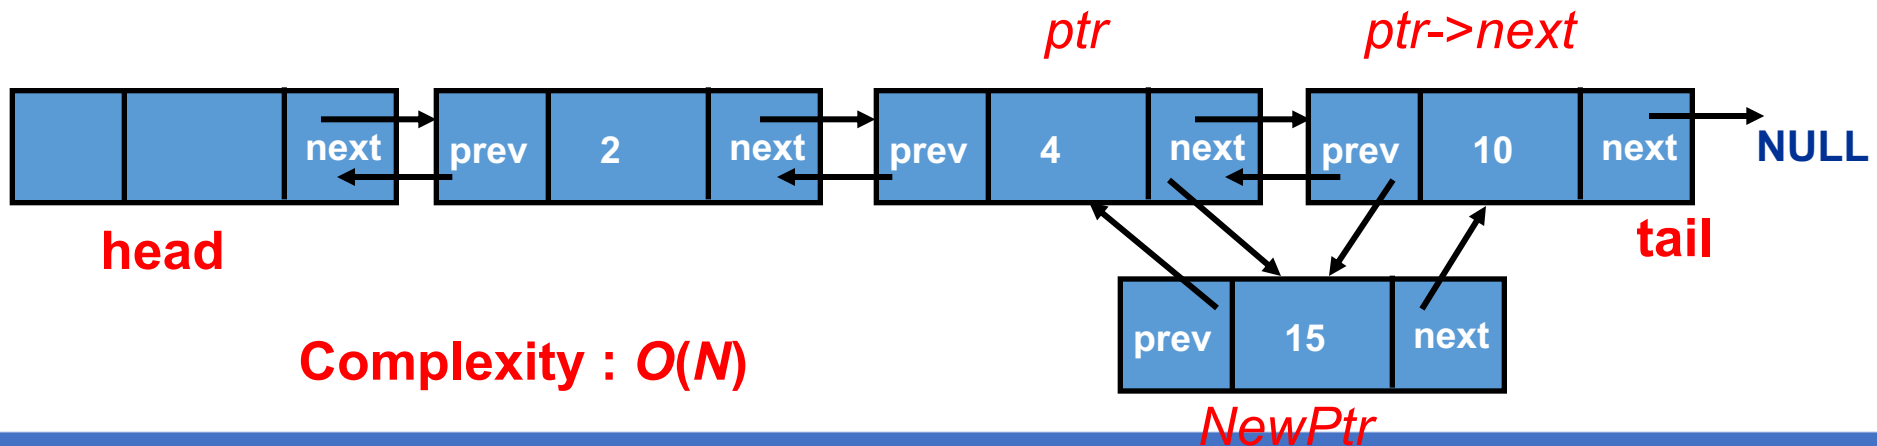 ptr ptr->next
next prev 2 next prev 4 next prev 10 next NULL
head tail
prev 15 next
Complexity : O(N)
NewPtr